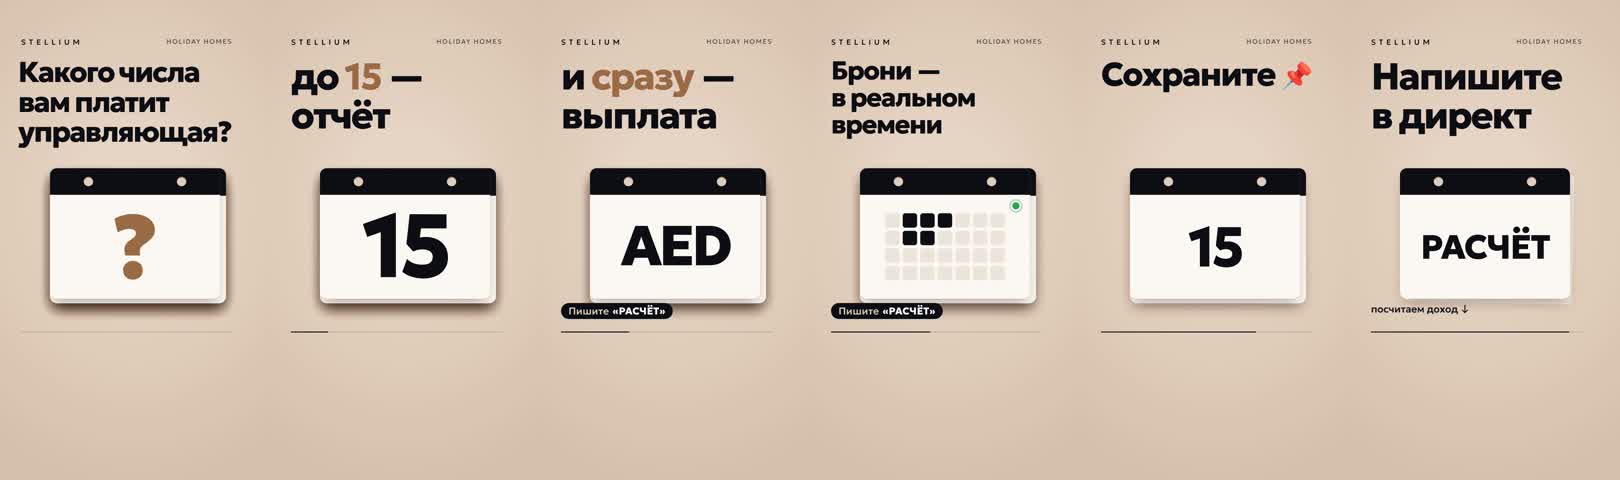 STELLIUM
HOLIDAY HOMES
Какого числа
вам платит
управляющая?
?
STELLIUM
HOLIDAY HOMES
до 15 —
отчёт
15
STELLIUM
HOLIDAY HOMES
и сразу —
выплата
AED
Пишите «РАСЧЁТ»
STELLIUM
HOLIDAY HOMES
Брони —
в реальном
времени
Пишите «РАСЧЁТ»
STELLIUM
HOLIDAY HOMES
Сохраните 📌
15
STELLIUM
HOLIDAY HOMES
Напишите
в директ
РАСЧЁТ
посчитаем доход ↓